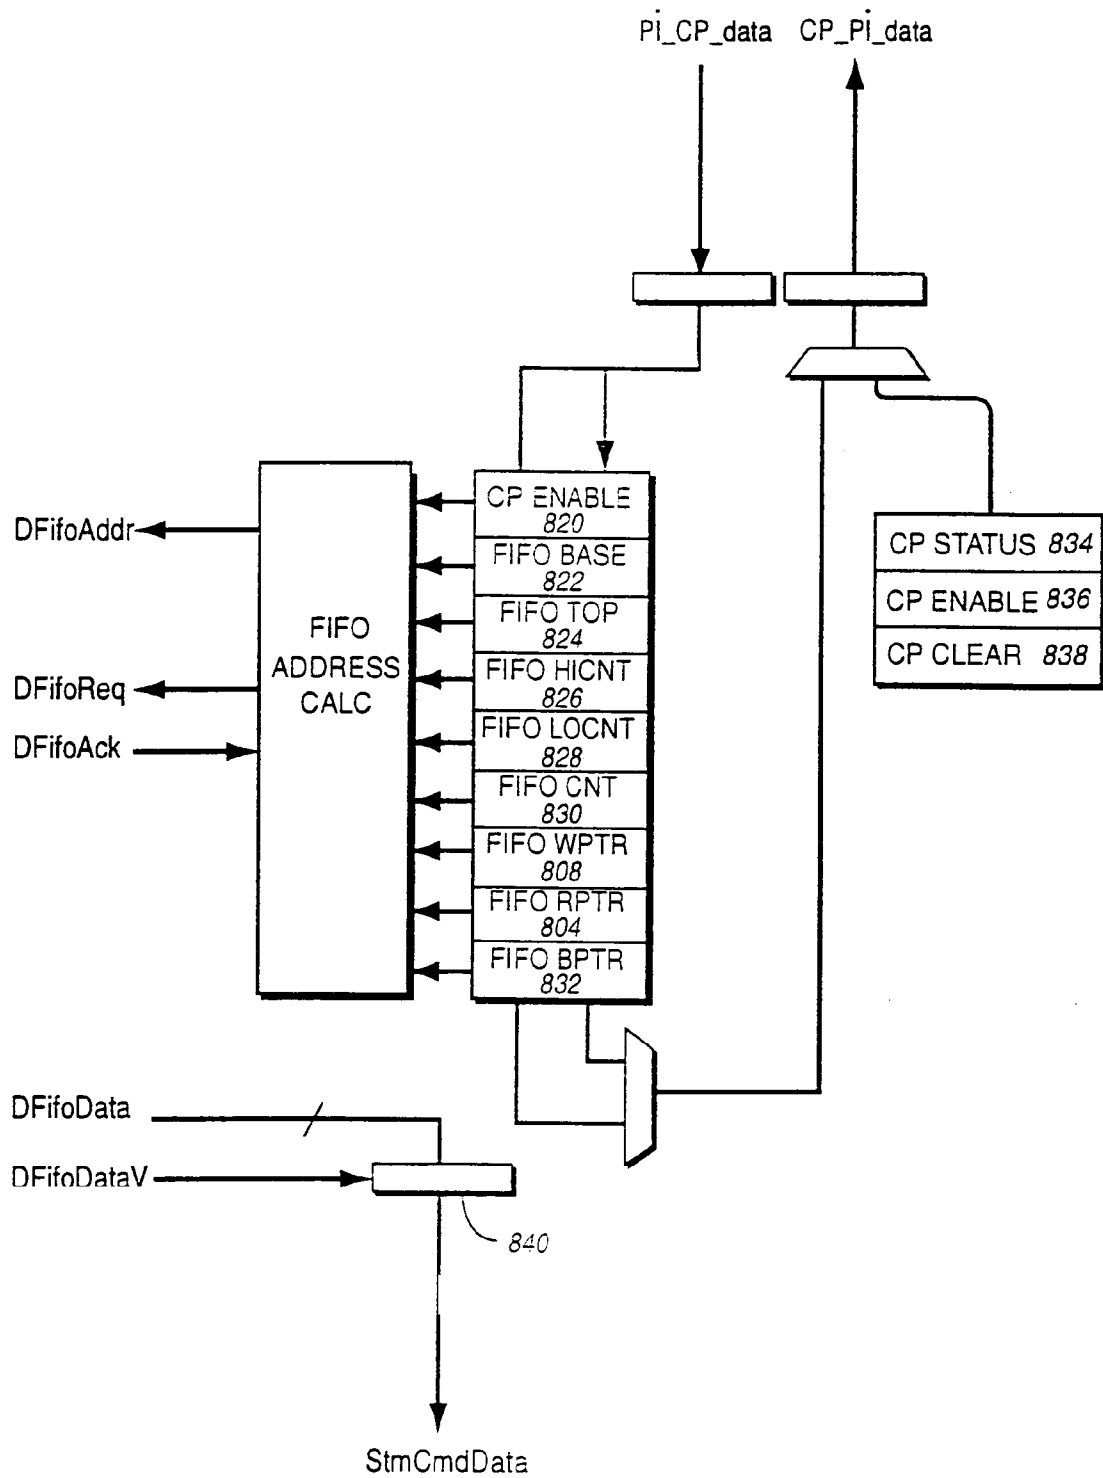 Pi_CP_data CP_Pi_data
CP ENABLE
820
FIFO BASE
822
FIFO TOP
824
FIFO HICNT
826
FIFO LOCNT
828
FIFO CNT
830
FIFO WPTR
808
FIFO RPTR
804
FIFO BPTR
832
FIFO
ADDRESS
CALC
DFifoAddr
DFifoReq
DFifoAck
CP STATUS 834
CP ENABLE 836
CP CLEAR 838
DFifoData
DFifoDataV
840
StmCmdData